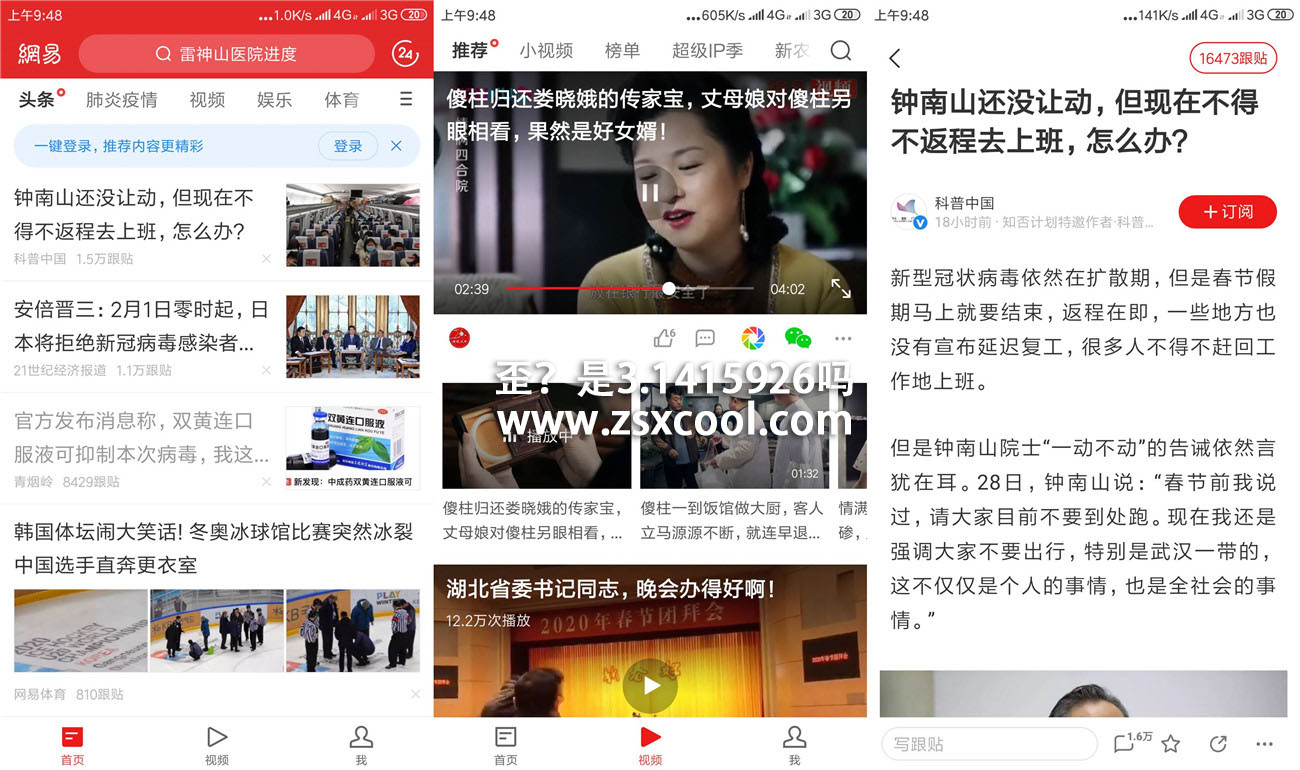 上午9:48
...1.0K/s 4G 3G 20
網易
雷神山医院进度
24
头条 肺炎疫情 视频 娱乐 体育
一键登录，推荐内容更精彩
登录
钟南山还没让动，但现在不
得不返程去上班，怎么办？
科普中国 1.5万跟贴
安倍晋三：2月1日零时起，日
本将拒绝新冠病毒感染者...
21世纪经济报道 1.1万跟贴
官方发布消息称，双黄连口
服液可抑制本次病毒，我这...
青烟岭 8429跟贴
双黄连口服液
新发现：中成药双黄连口服液可
韩国体坛闹大笑话！冬奥冰球馆比赛突然冰裂
中国选手直奔更衣室
网易体育 810跟贴
首页 视频 我
上午9:48
...605K/s 4G 3G 20
推荐 小视频 榜单 超级IP季 新农
傻柱归还娄晓娥的传家宝，丈母娘对傻柱另
眼相看，果然是好女婿！
四合院
02:39
04:02
6
歪？是3.1415926吗
www.zsxcool.com
播放中
01:32
傻柱归还娄晓娥的传家宝，
丈母娘对傻柱另眼相看，...
傻柱一到饭馆做大厨，客人
立马源源不断，就连早退...
情满
碜，
湖北省委书记同志，晚会办得好啊！
12.2万次播放
2020年春节团拜会
首页 视频 我
上午9:48
...141K/s 4G 3G 20
16473跟贴
钟南山还没让动，但现在不得
不返程去上班，怎么办？
科普中国
18小时前 · 知否计划特邀作者·科普...
＋订阅
新型冠状病毒依然在扩散期，但是春节假
期马上就要结束，返程在即，一些地方也
没有宣布延迟复工，很多人不得不赶回工
作地上班。
但是钟南山院士“一动不动”的告诫依然言
犹在耳。28日，钟南山说：“春节前我说
过，请大家目前不要到处跑。现在我还是
强调大家不要出行，特别是武汉一带的，
这不仅仅是个人的事情，也是全社会的事
情。”
写跟贴
1.6万